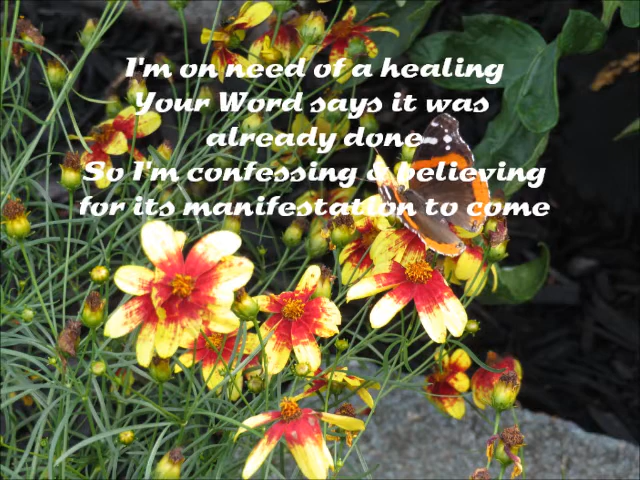 I'm on need of a healing
Your Word says it was
already done
So I'm confessing & believing
for its manifestation to come